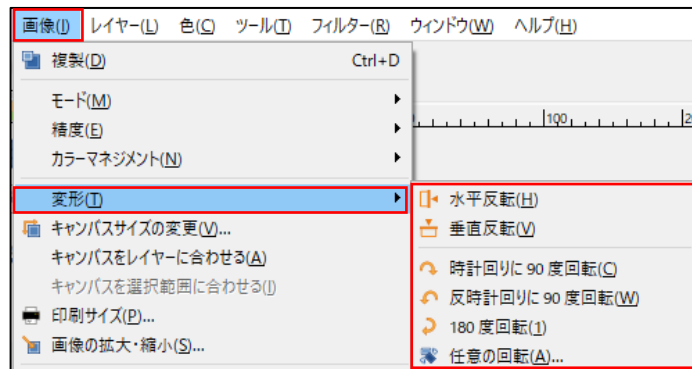 画像(I) レイヤー(L) 色(C) ツール(T) フィルター(R) ウィンドウ(W) ヘルプ(H)
複製(D) Ctrl+D
モード(M)
精度(E)
カラーマネジメント(N)
100
変形(T)
キャンバスサイズの変更(V)...
キャンバスをレイヤーに合わせる(A)
キャンバスを選択範囲に合わせる(I)
印刷サイズ(P)...
画像の拡大・縮小(S)...
水平反転(H)
垂直反転(V)
時計回りに 90 度回転(C)
反時計回りに 90 度回転(W)
180 度回転(1)
任意の回転(A)...